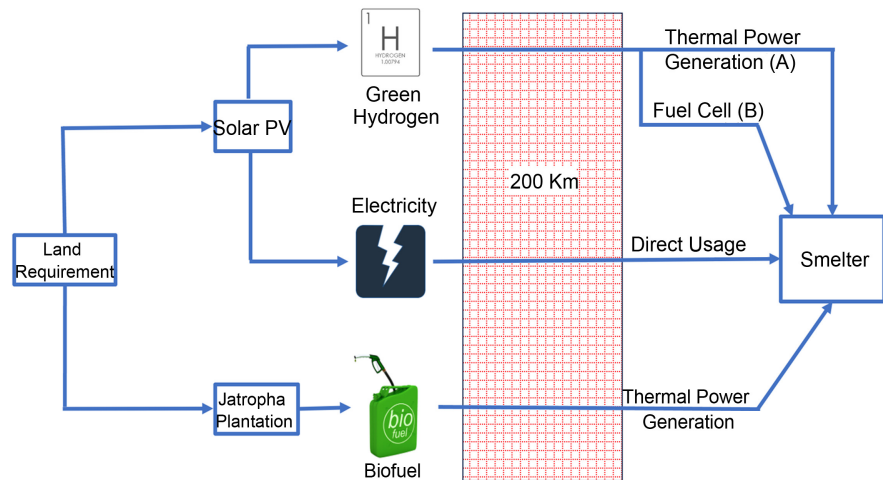 1
H
HYDROGEN
1.00794
Green
Hydrogen
Thermal Power
Generation (A)
Fuel Cell (B)
Solar PV
200 Km
Electricity
Direct Usage
Land
Requirement
Smelter
Jatropha
Plantation
bio
fuel
Biofuel
Thermal Power
Generation